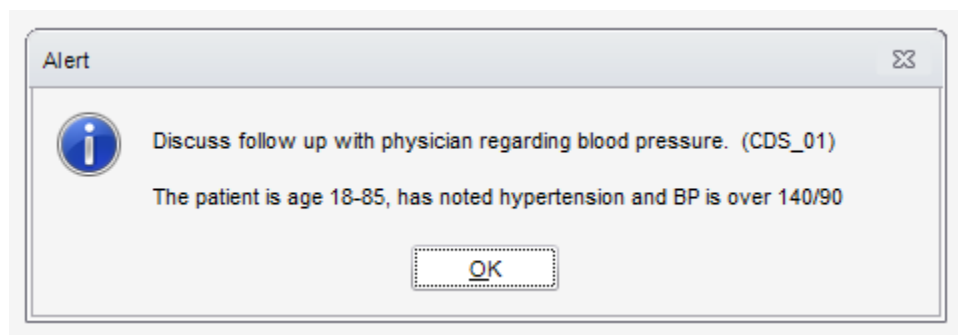 Alert
Discuss follow up with physician regarding blood pressure.  (CDS_01)
The patient is age 18-85, has noted hypertension and BP is over 140/90
OK